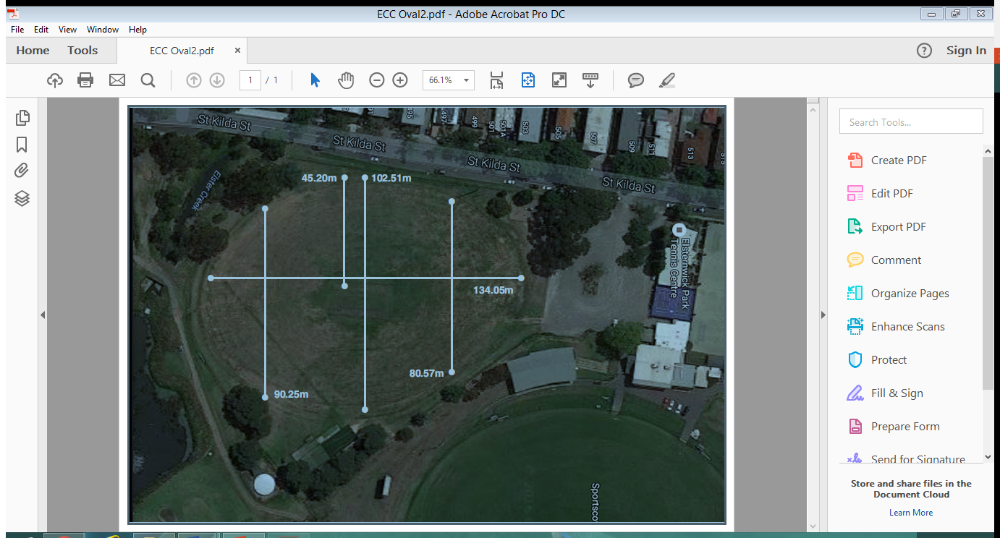 ECC Oval2.pdf - Adobe Acrobat Pro DC
File Edit View Window Help
Home Tools ECC Oval2.pdf × ? Sign In
1 / 1 66.1%
Search Tools...
Create PDF
Edit PDF
Export PDF
Comment
Organize Pages
Enhance Scans
Protect
Fill & Sign
Prepare Form
Send for Signature
Store and share files in the
Document Cloud
Learn More
St Kilda St
St Kilda St
St Kilda St
St Kilda St
495
497
499
501
501A
503
505
507
509
511
513
Elster Creek
45.20m
102.51m
134.05m
80.57m
90.25m
Elsternwick Park
Tennis Centre
Sportsco